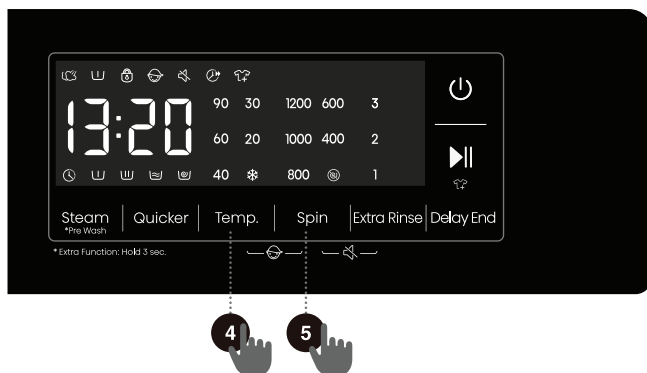 13:20
90 30 1200 600 3
60 20 1000 400 2
40 800 1
Steam Quicker Temp. Spin Extra Rinse Delay End
*Pre Wash
* Extra Function: Hold 3 sec.
4 5